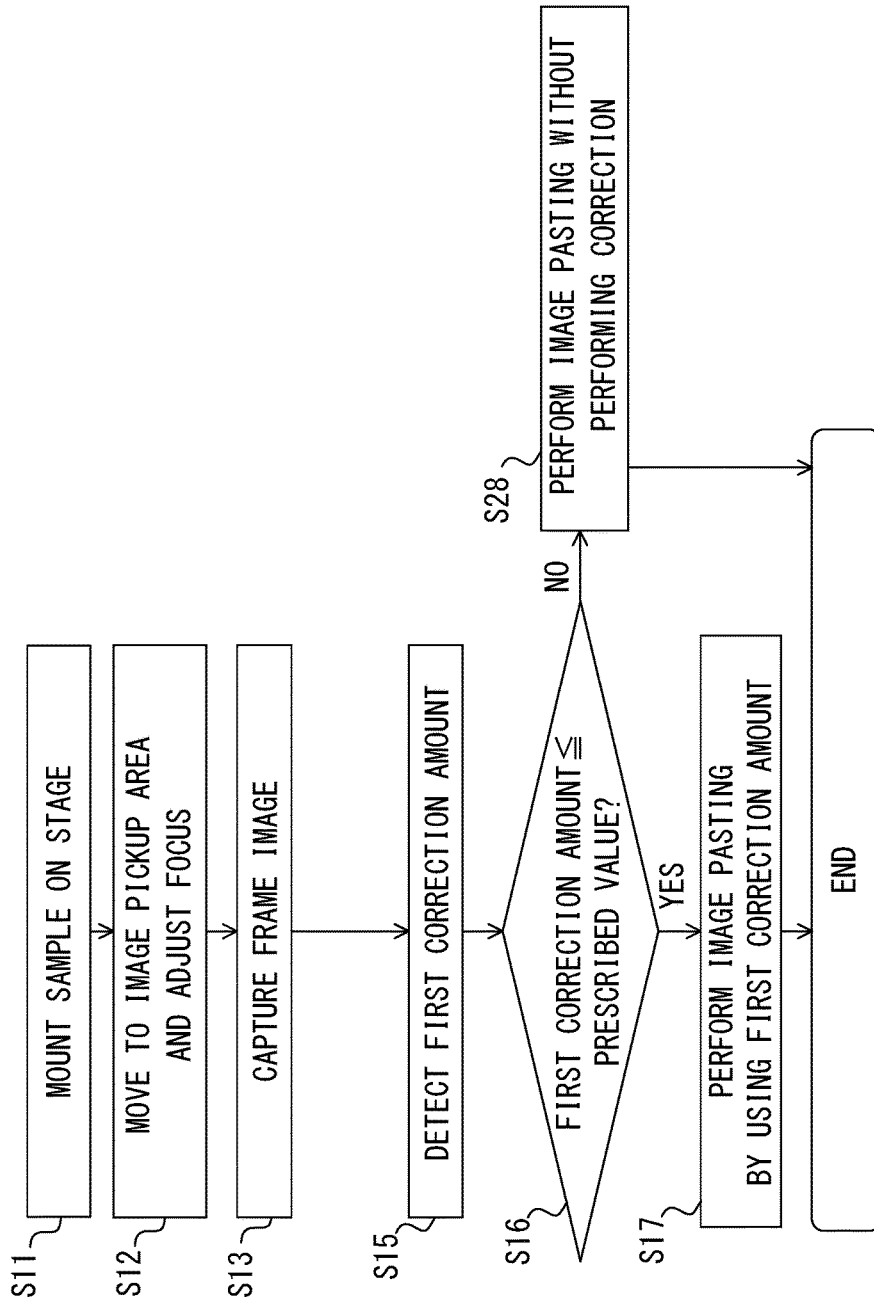 S11
MOUNT SAMPLE ON STAGE
S12
MOVE TO IMAGE PICKUP AREA
AND ADJUST FOCUS
S13
CAPTURE FRAME IMAGE
S15
DETECT FIRST CORRECTION AMOUNT
S16
FIRST CORRECTION AMOUNT≦
PRESCRIBED VALUE?
NO
S28
PERFORM IMAGE PASTING WITHOUT
PERFORMING CORRECTION
YES
S17
PERFORM IMAGE PASTING
BY USING FIRST CORRECTION AMOUNT
END